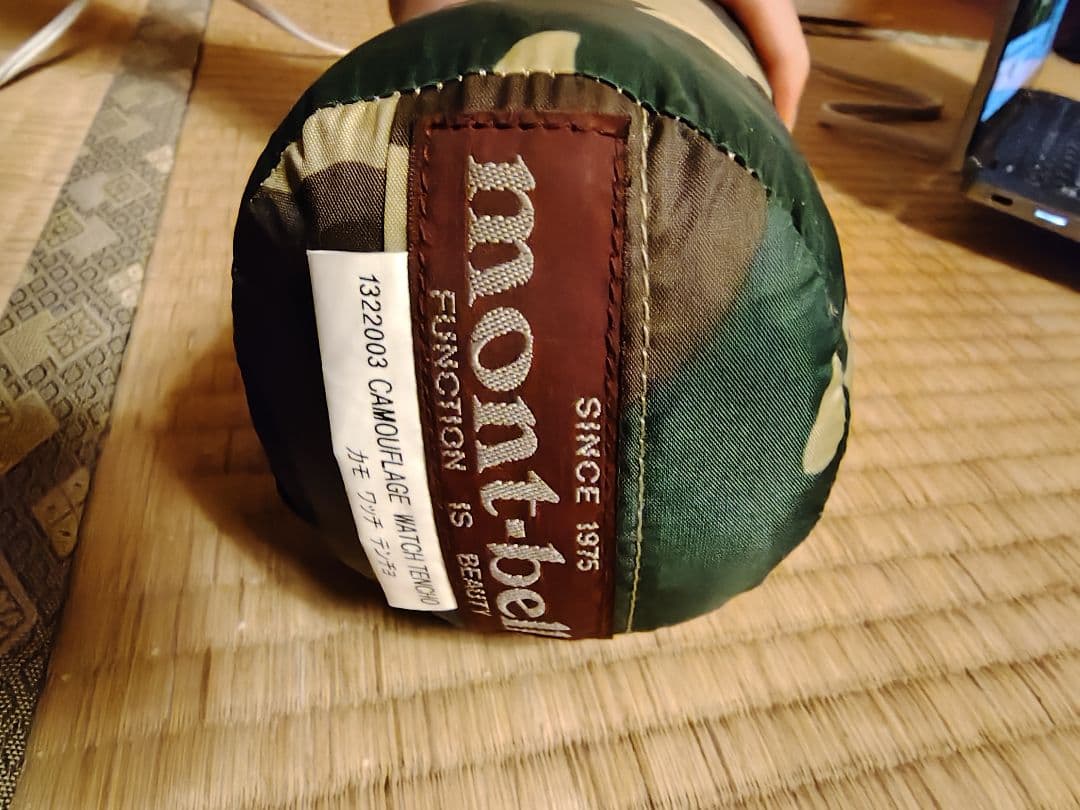 SINCE 1975
mont-bell
FUNCTION IS BEAUTY
1322003 CAMOUFLAGE WATCH TENCHO
カモ ワッチ テンチョ